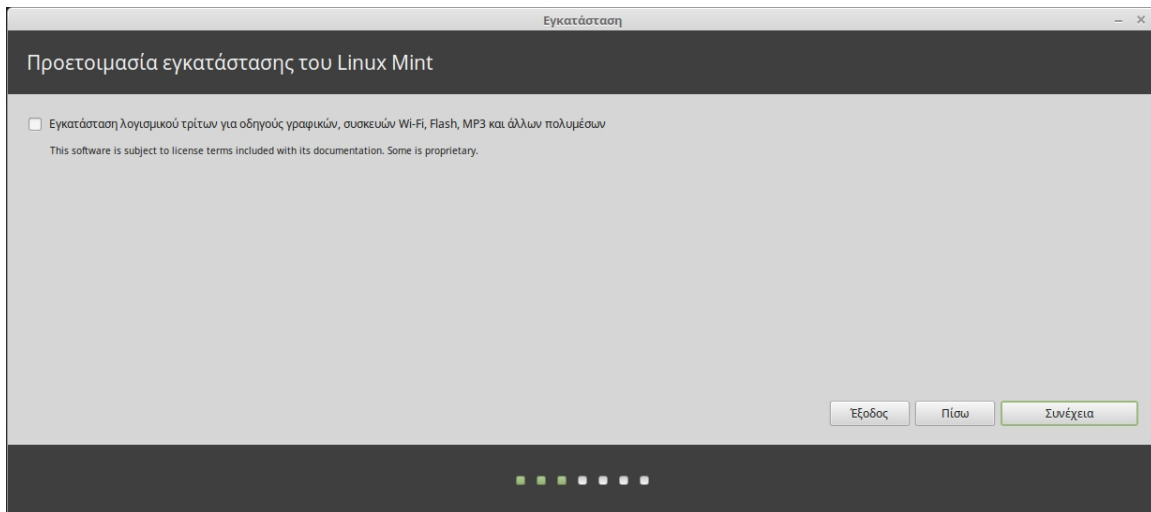 Εγκατάσταση
Προετοιμασία εγκατάστασης του Linux Mint
Εγκατάσταση λογισμικού τρίτων για οδηγούς γραφικών, συσκευών Wi-Fi, Flash, MP3 και άλλων πολυμέσων
This software is subject to license terms included with its documentation. Some is proprietary.
Έξοδος Πίσω Συνέχεια